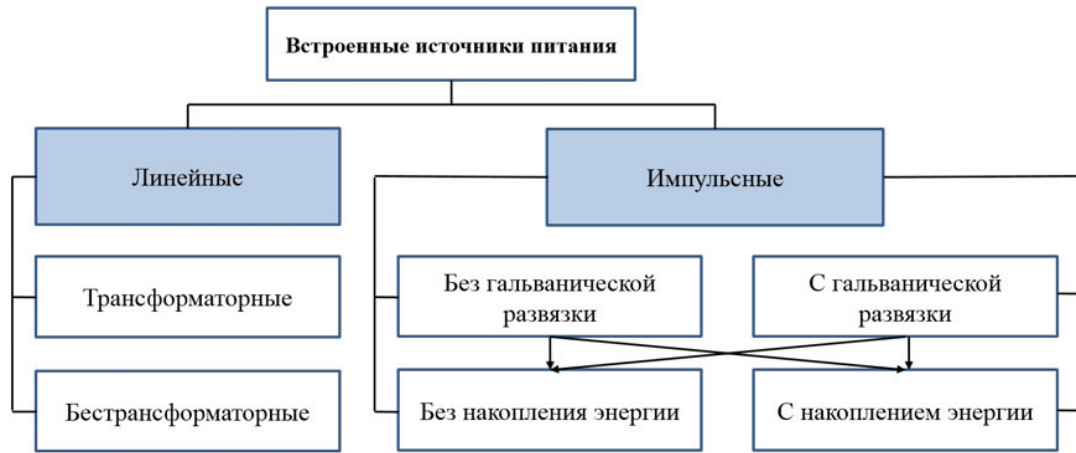 Встроенные источники питания
Линейные
Импульсные
Трансформаторные
Без гальванической
развязки
С гальванической
развязки
Бестрансформаторные
Без накопления энергии
С накоплением энергии